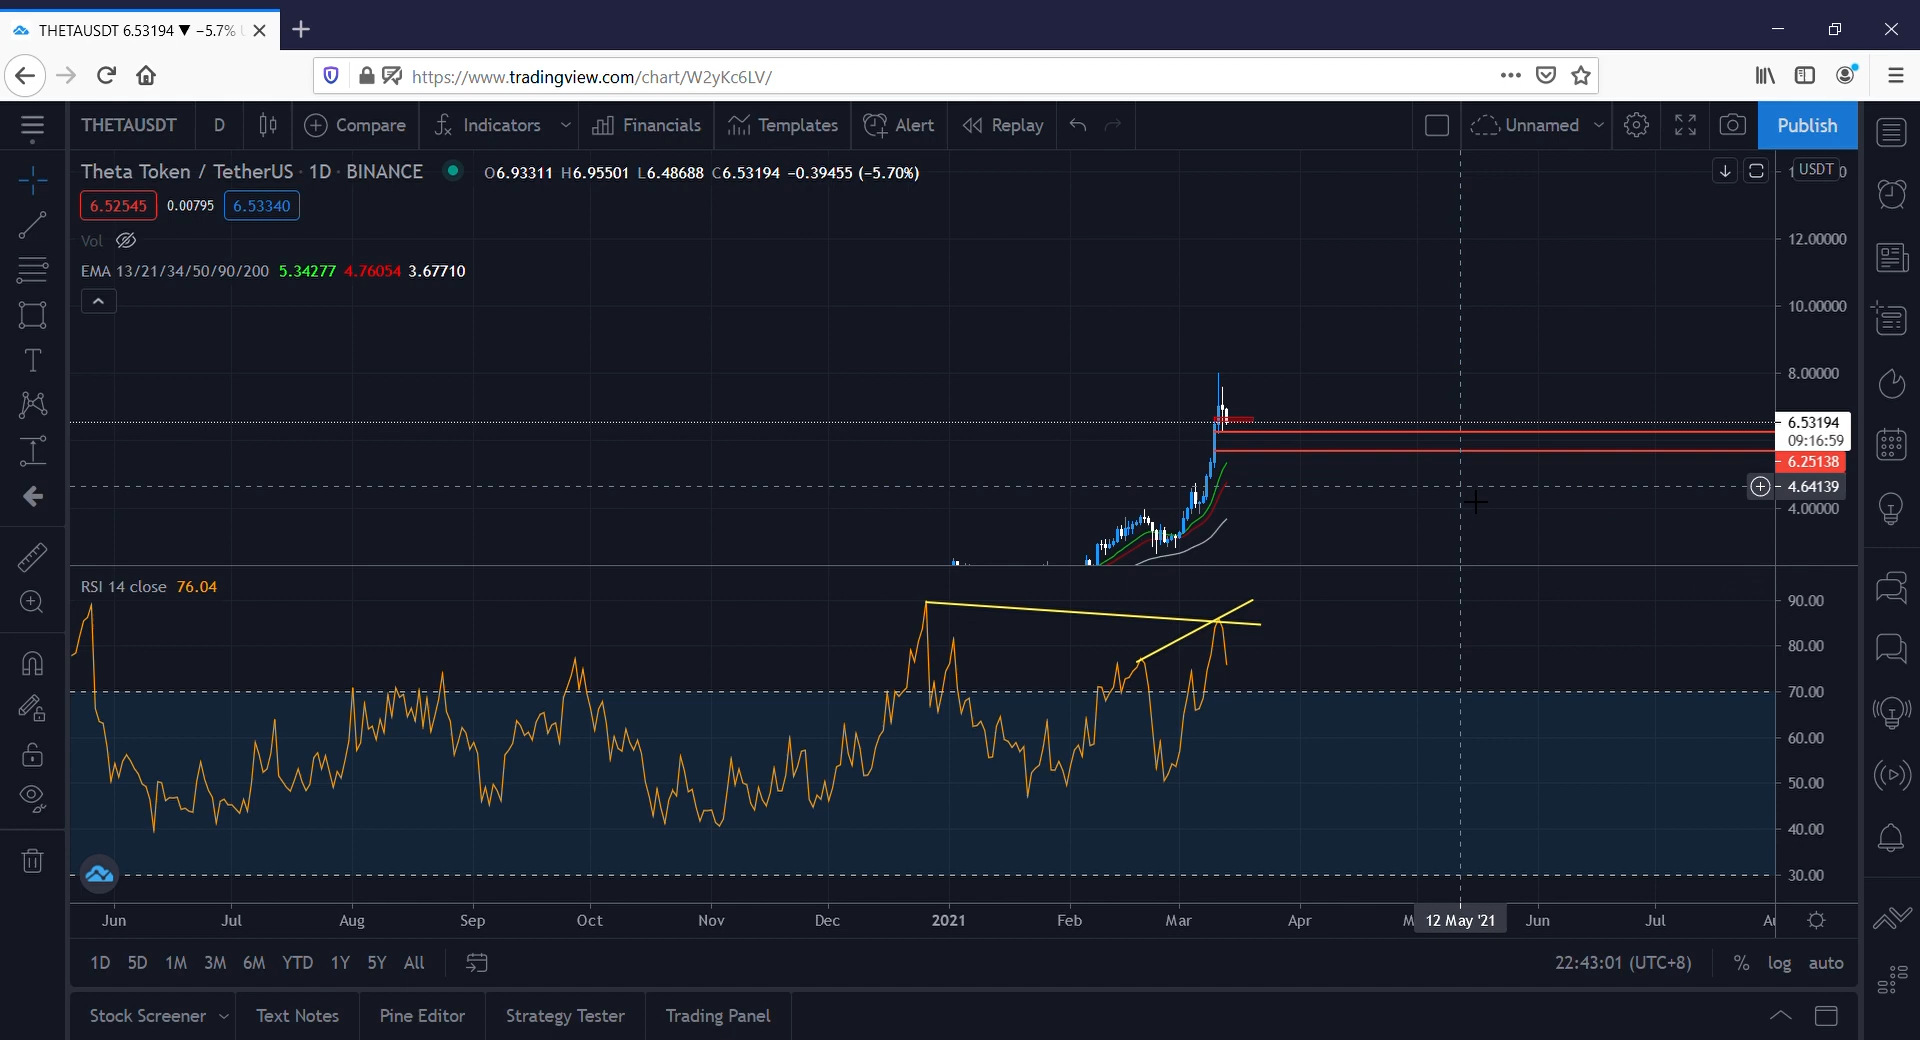 THETAUSDT 6.53194 ▼ −5.7%
https://www.tradingview.com/chart/W2yKc6LV/
THETAUSDT D Compare Indicators Financials Templates Alert Replay Unnamed Publish
Theta Token / TetherUS · 1D · BINANCE O6.93311 H6.95501 L6.48688 C6.53194 −0.39455 (−5.70%)
USDT
6.52545 0.00795 6.53340
Vol
EMA 13/21/34/50/90/200 5.34277 4.76054 3.67710
12.00000
10.00000
8.00000
6.53194
09:16:59
6.25138
4.64139
4.00000
RSI 14 close 76.04
90.00
80.00
70.00
60.00
50.00
40.00
30.00
Jun Jul Aug Sep Oct Nov Dec 2021 Feb Mar Apr M 12 May '21 Jun Jul
1D 5D 1M 3M 6M YTD 1Y 5Y All 22:43:01 (UTC+8) % log auto
Stock Screener Text Notes Pine Editor Strategy Tester Trading Panel